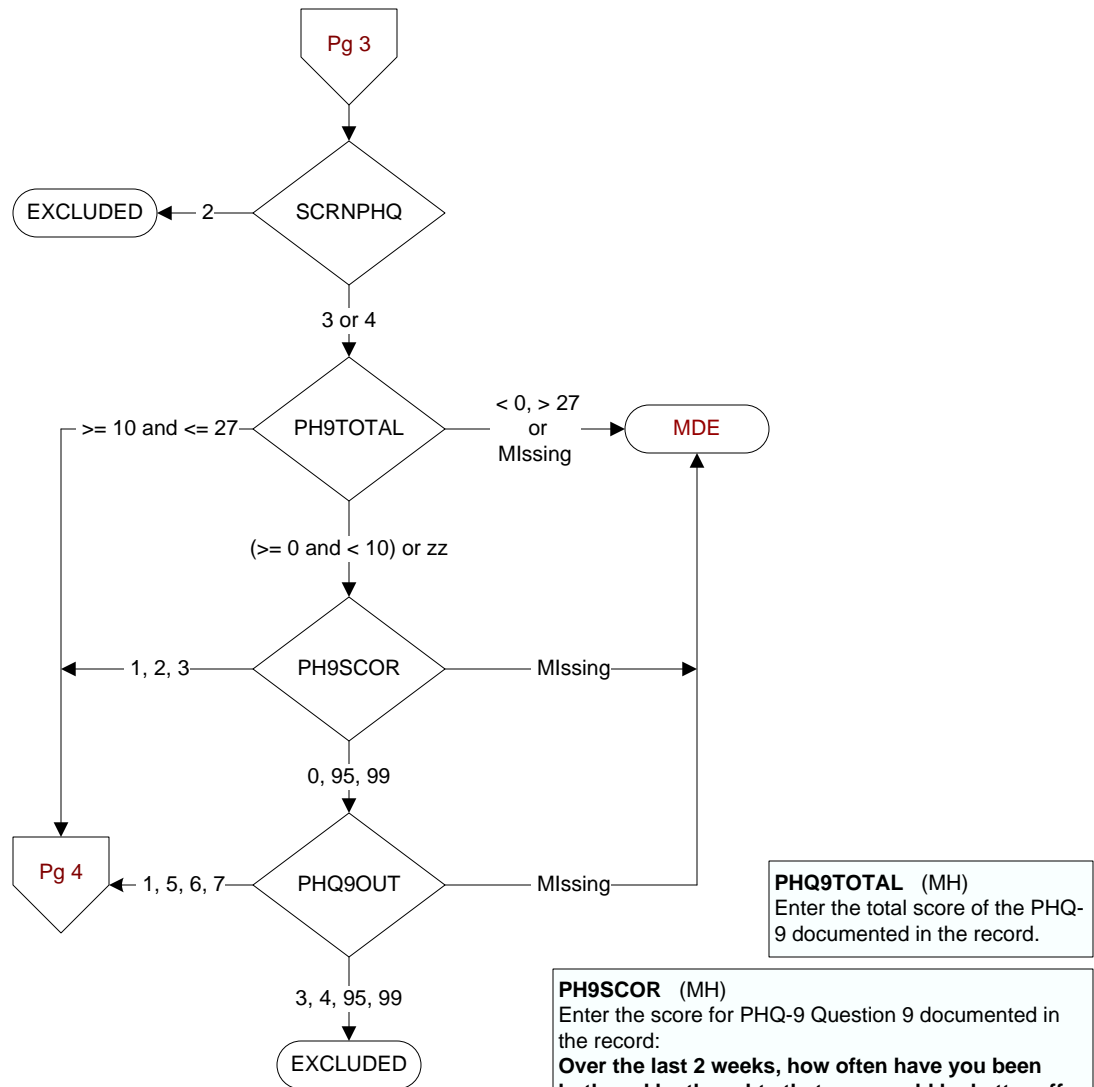 Pg 3
SCRNPHQ
EXCLUDED
2
3 or 4
< 0, > 27
or
MIssing
>= 10 and <= 27
PH9TOTAL
MDE
(>= 0 and < 10) or zz
1, 2, 3
PH9SCOR
MIssing
0, 95, 99
Pg 4
1, 5, 6, 7
PHQ9OUT
MIssing
PHQ9TOTAL (MH)
Enter the total score of the PHQ-
9 documented in the record.
3, 4, 95, 99
EXCLUDED
PH9SCOR (MH)
Enter the score for PHQ-9 Question 9 documented in
the record:
Over the last 2 weeks, how often have you been